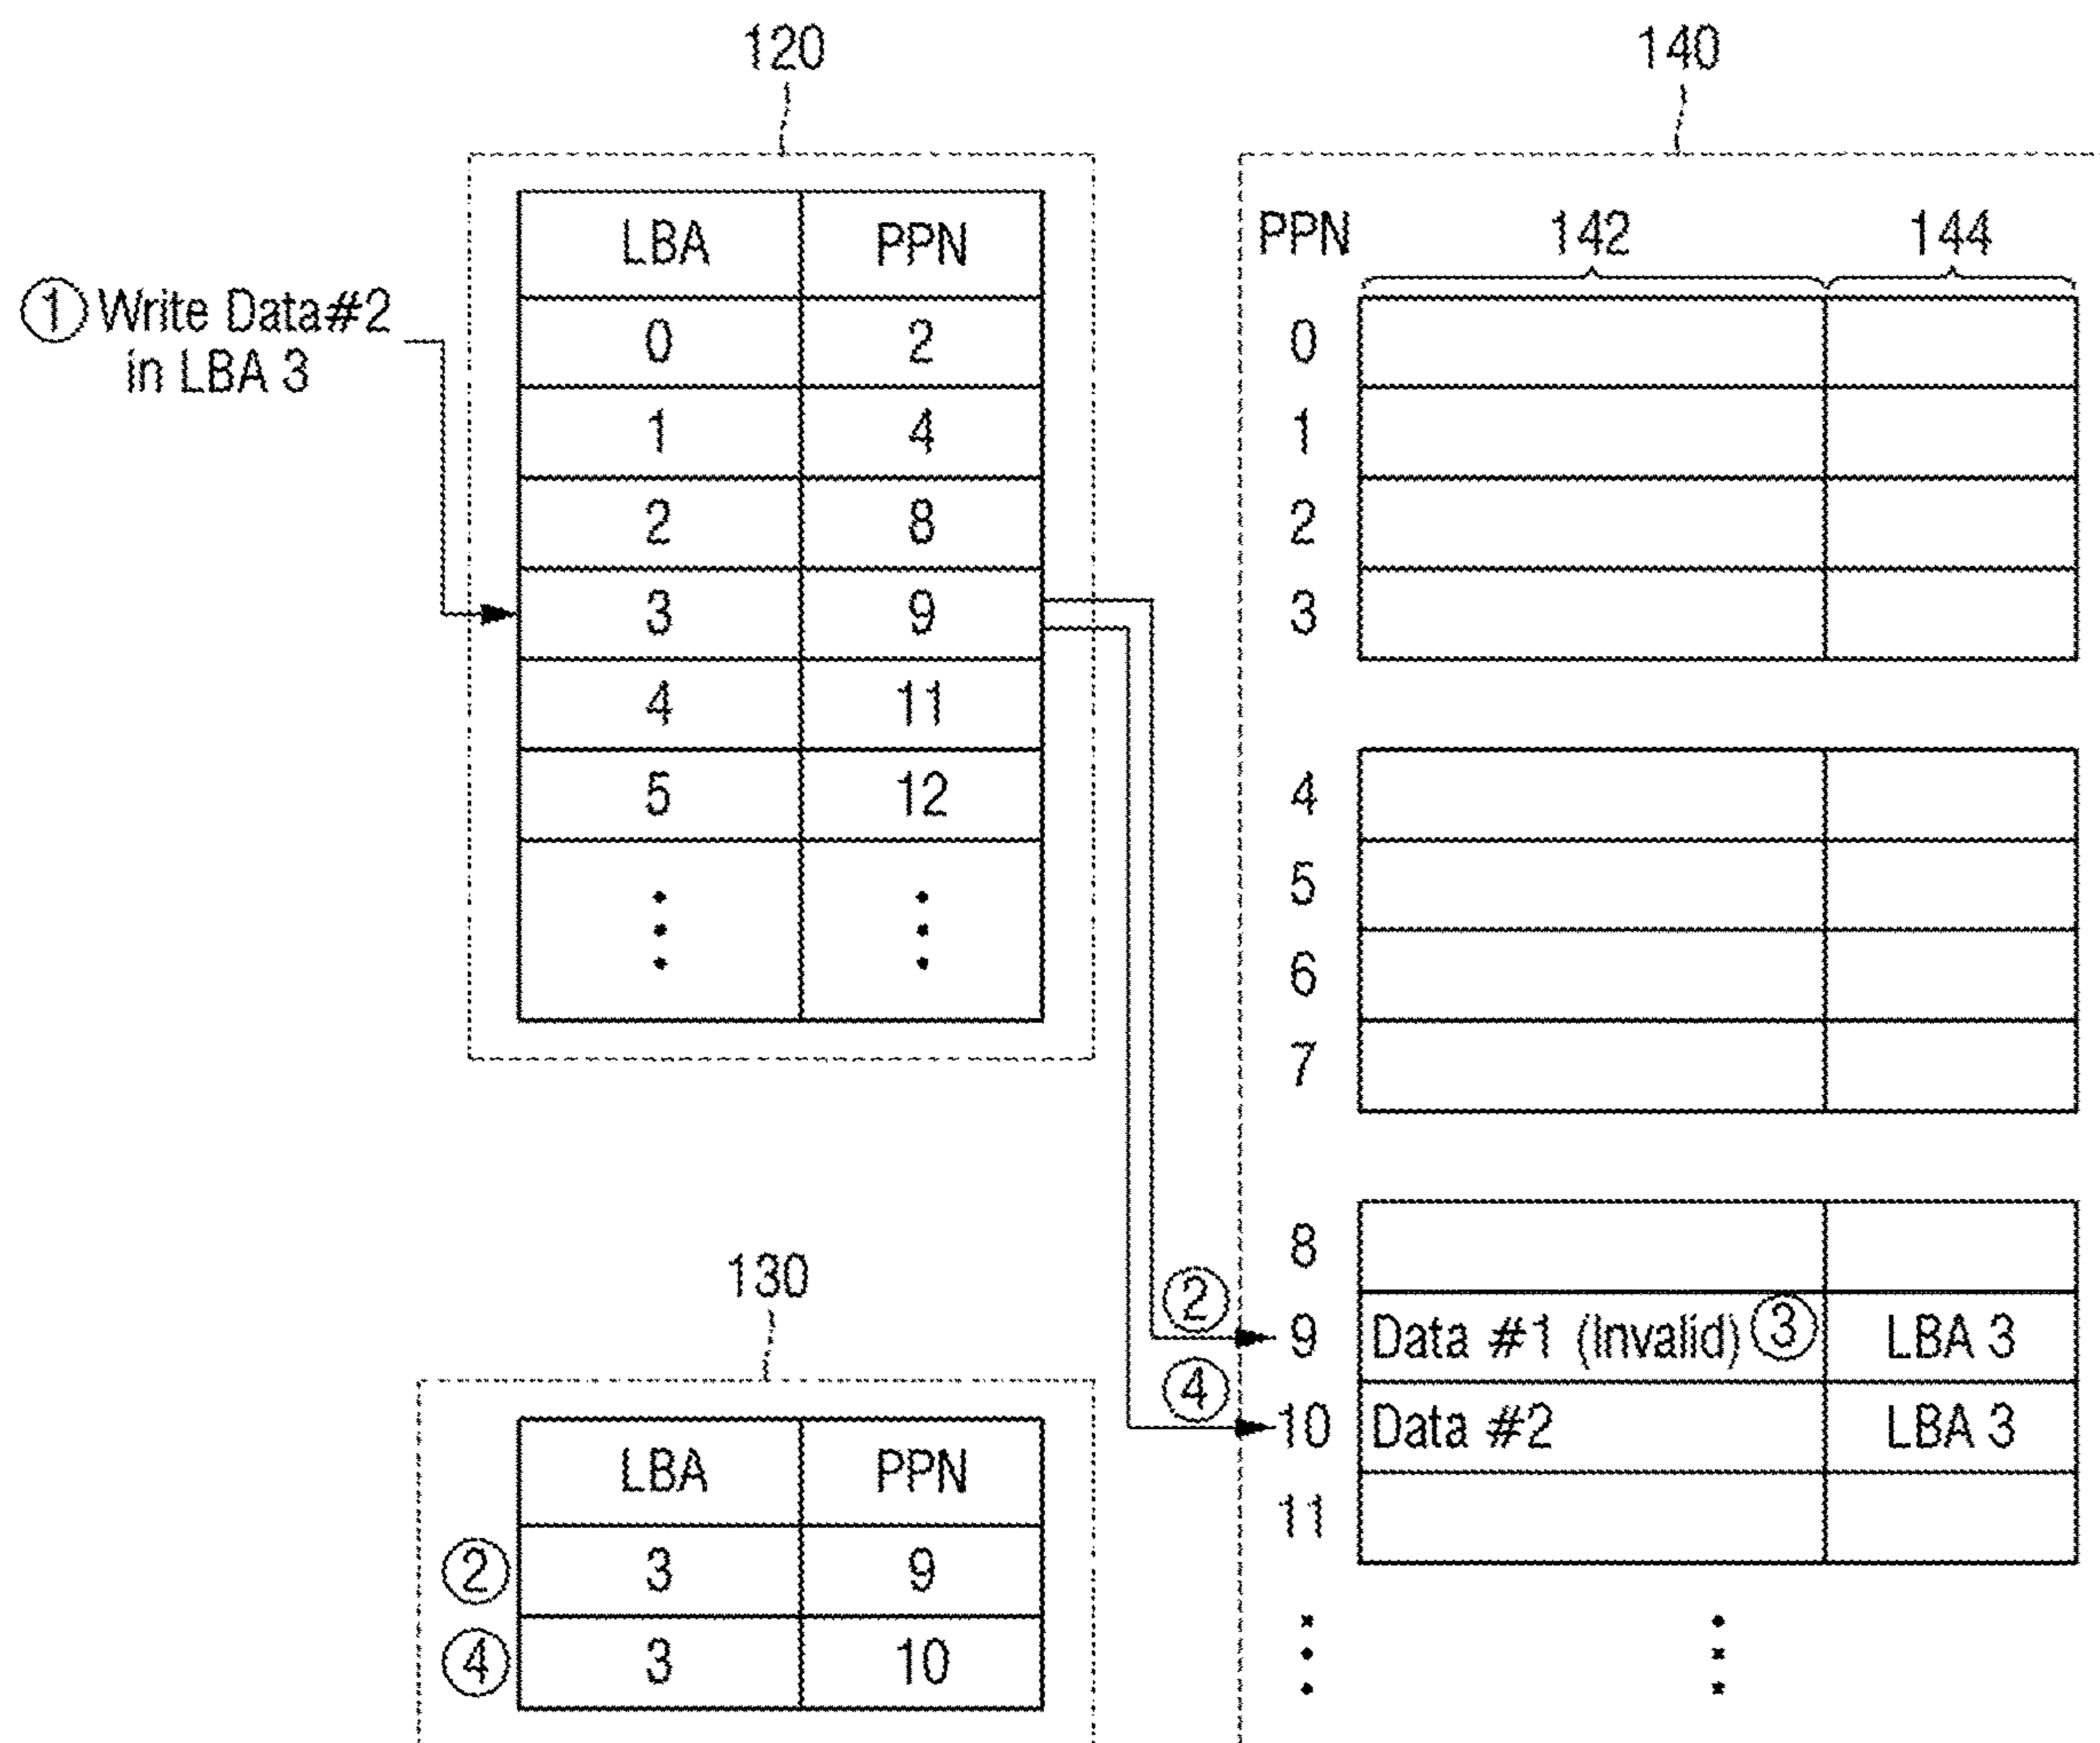 120
140
LBA PPN
PPN 142 144
① Write Data#2
in LBA 3
0 2
1 4
2 8
3 9
4 11
5 12
0
1
2
3
4
5
6
7
8
② 9 Data #1 (Invalid) ③ LBA 3
④ 10 Data #2 LBA 3
11
130
LBA PPN
② 3 9
④ 3 10